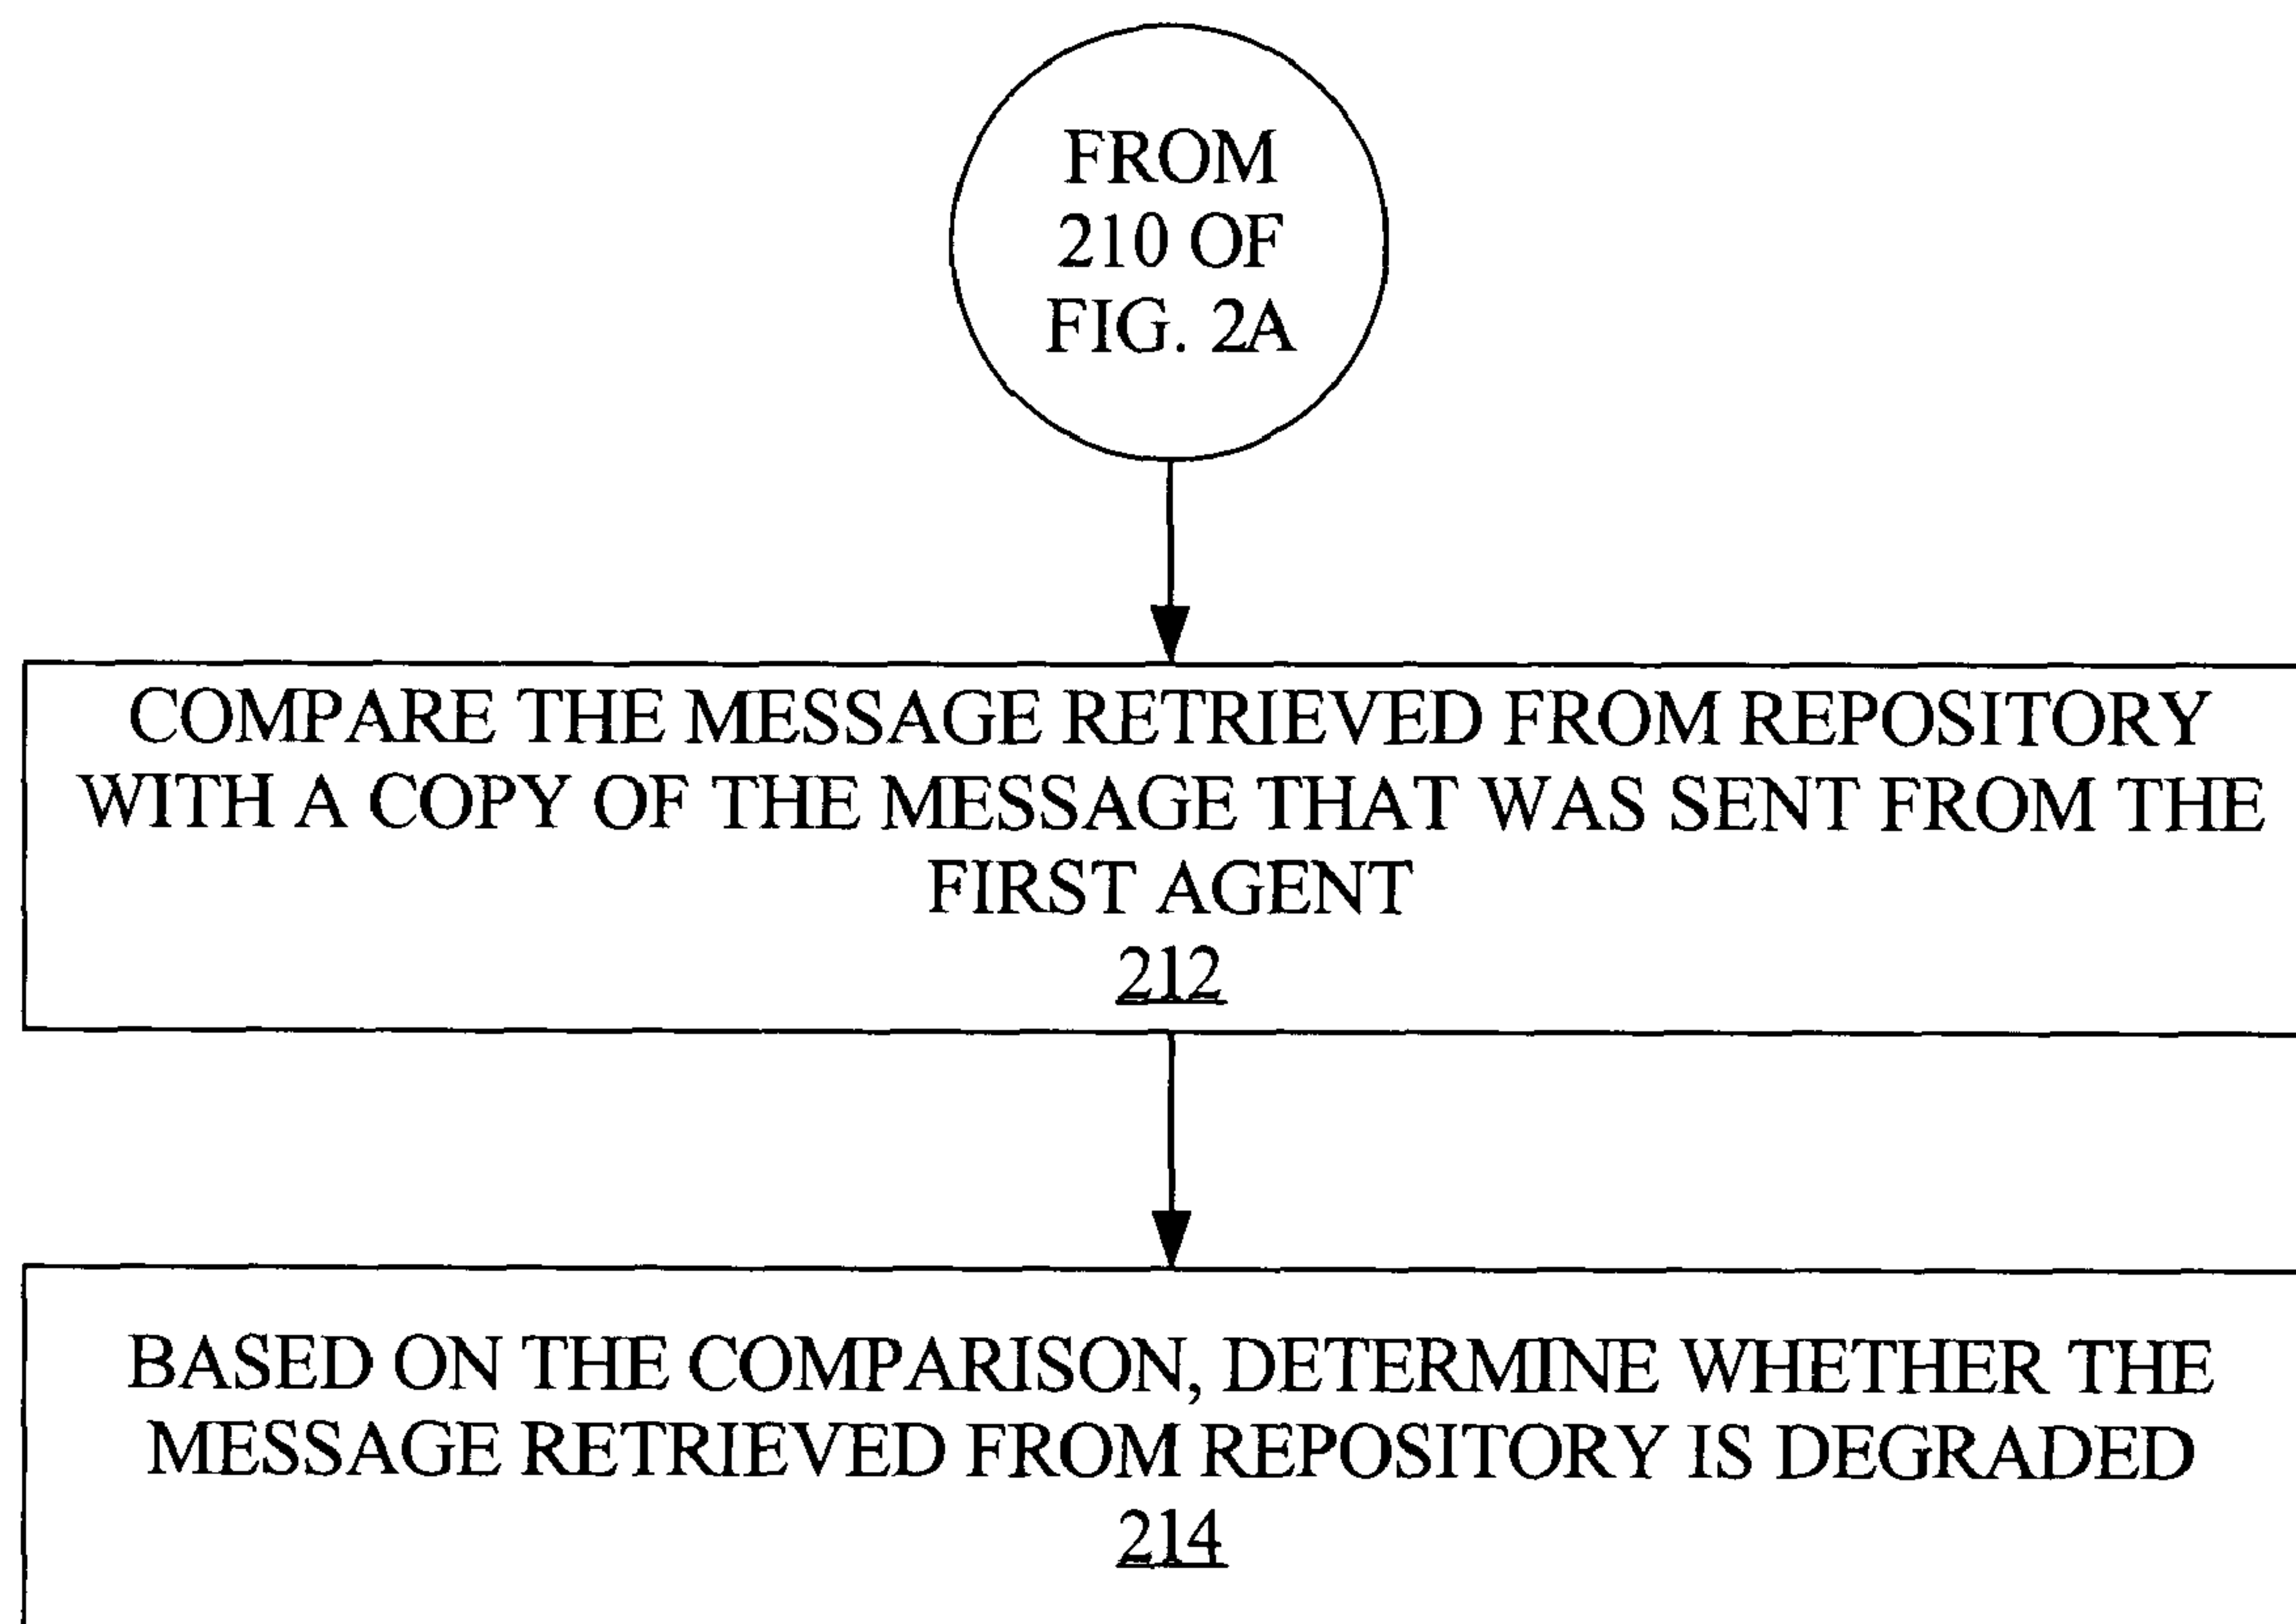 FROM
210 OF
FIG. 2A
COMPARE THE MESSAGE RETRIEVED FROM REPOSITORY
WITH A COPY OF THE MESSAGE THAT WAS SENT FROM THE
FIRST AGENT
212
BASED ON THE COMPARISON, DETERMINE WHETHER THE
MESSAGE RETRIEVED FROM REPOSITORY IS DEGRADED
214